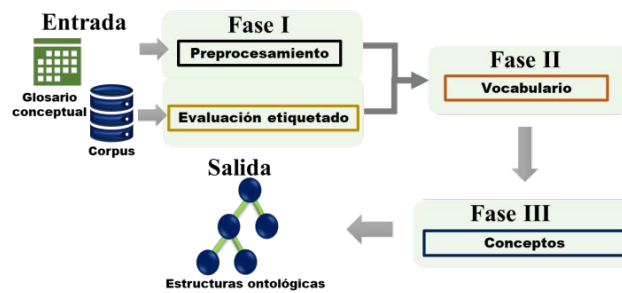 Entrada
Glosario
conceptual
Corpus
Fase I
Preprocesamiento
Evaluación etiquetado
Fase II
Vocabulario
Fase III
Conceptos
Salida
Estructuras ontológicas